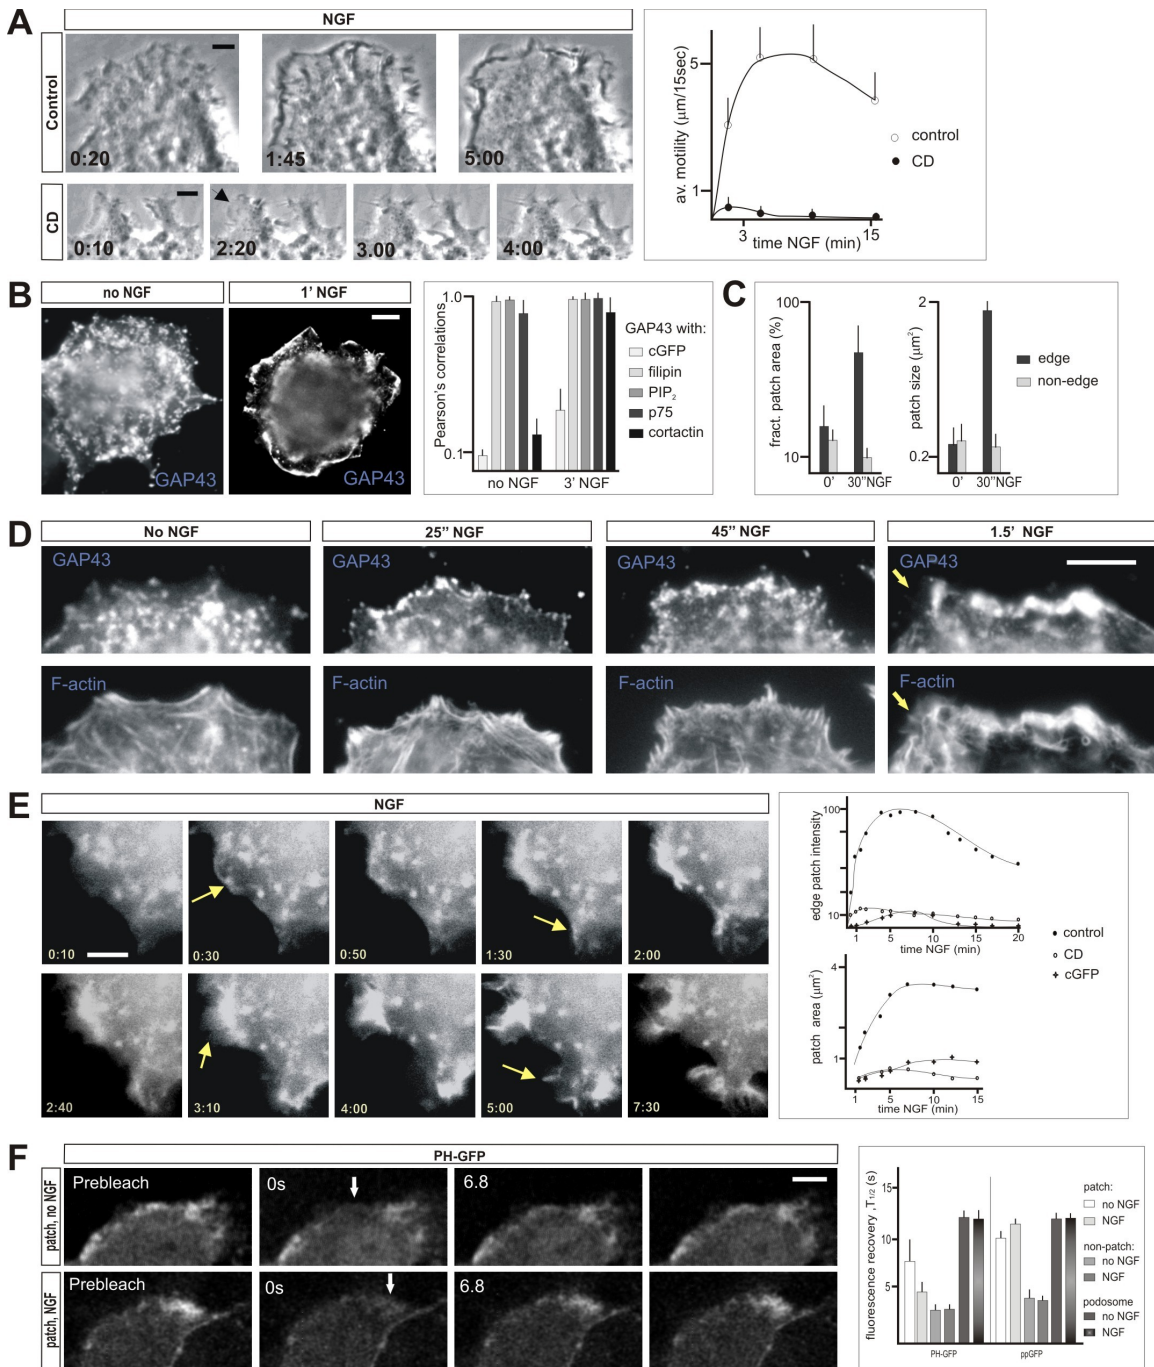 A
NGF
Control
0:20
1:45
5:00
CD
0:10
2:20
3.00
4:00
av. motility (µm/15sec)
5
1
3
15
time NGF (min)
control
CD
B
no NGF
1' NGF
GAP43
GAP43
Pearson's correlations
1.0
0.1
no NGF
3' NGF
GAP43 with:
cGFP
filipin
PIP2
p75
cortactin
C
fract. patch area (%)
100
10
0'
30''NGF
patch size (µm²)
2
0.2
0'
30''NGF
edge
non-edge
D
No NGF
25'' NGF
45'' NGF
1.5' NGF
GAP43
GAP43
GAP43
GAP43
F-actin
F-actin
F-actin
F-actin
E
NGF
0:10
0:30
0:50
1:30
2:00
2:40
3:10
4:00
5:00
7:30
edge patch intensity
100
10
1
5
10
15
20
time NGF (min)
patch area (µm²)
4
1
1
5
10
15
time NGF (min)
control
CD
cGFP
F
PH-GFP
patch, no NGF
Prebleach
0s
6.8
patch, NGF
Prebleach
0s
6.8
fluorescence recovery ,T1/2 (s)
15
10
5
PH-GFP
ppGFP
patch:
no NGF
NGF
non-patch:
no NGF
NGF
podosome
no NGF
NGF